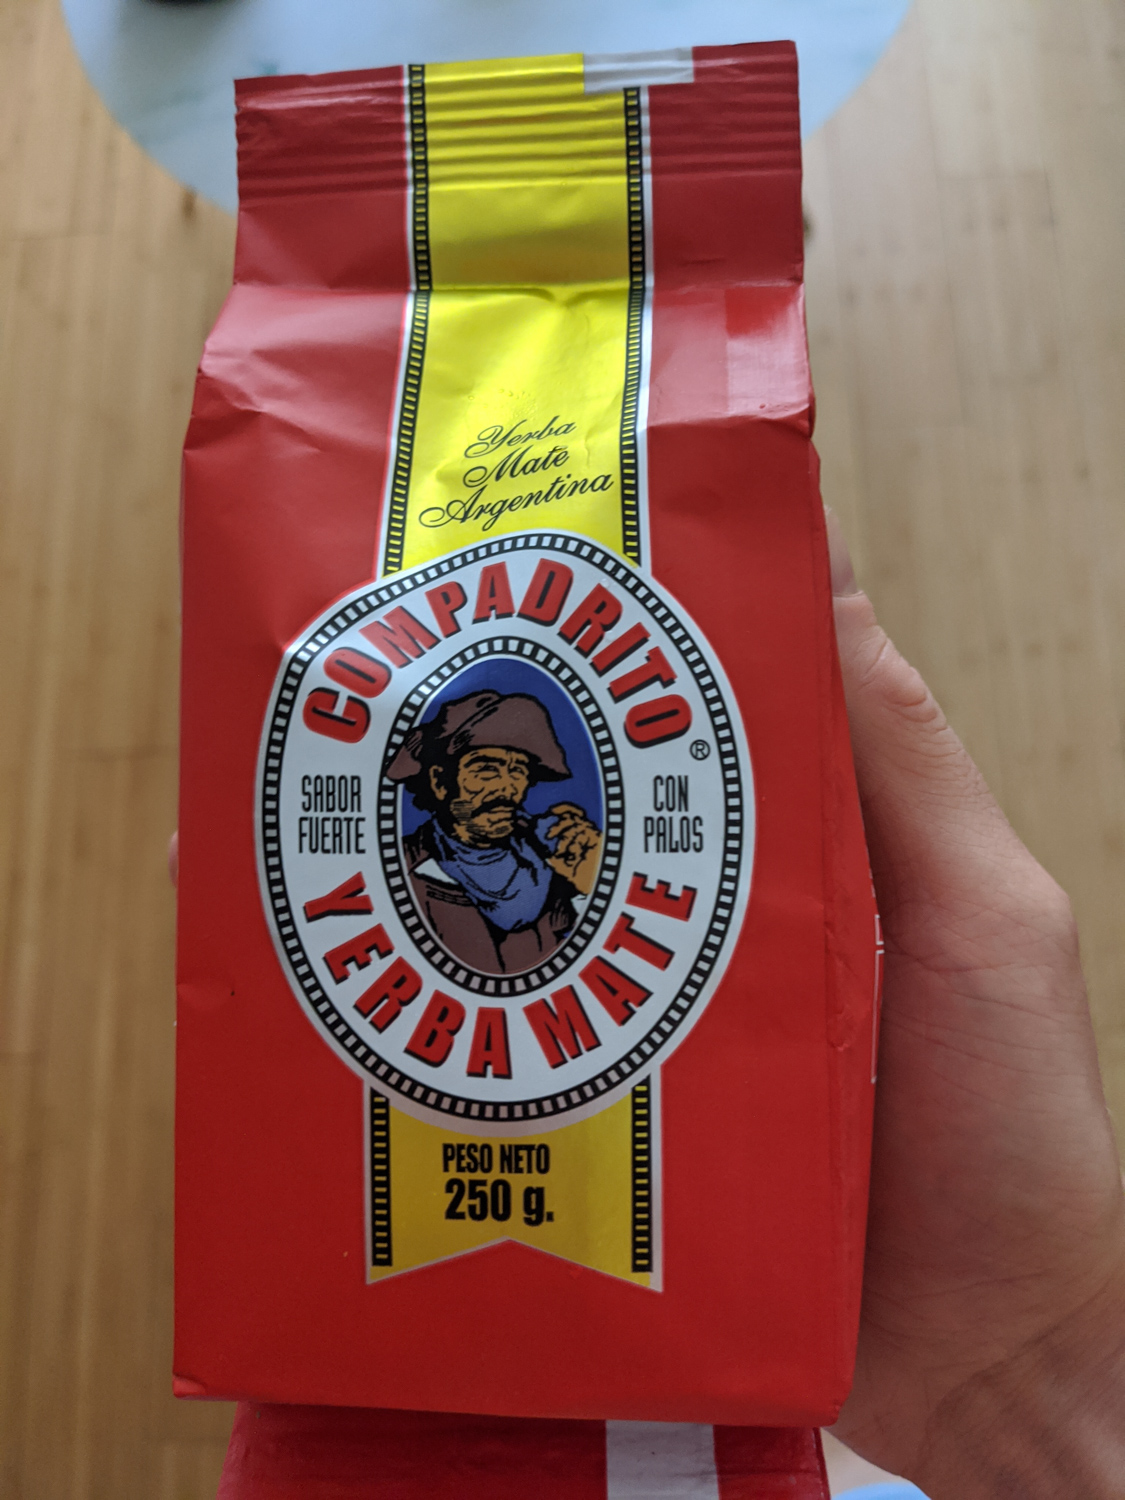 Yerba
Mate
Argentina
COMPADRITO ®
SABOR
FUERTE
CON
PALOS
YERBA MATE
PESO NETO
250 g.